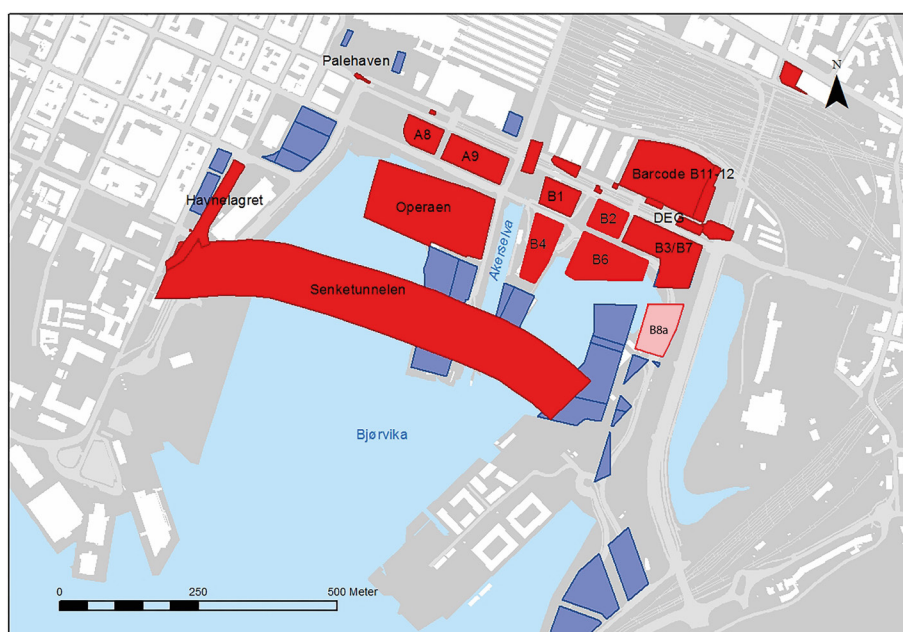 Palehaven
N
A8
A9
Barcode B11-12
Havnelagret
Operaen
B1
B2
DEG
Akerselva
B4
B6
B3/B7
Senketunnelen
B8a
Bjørvika
0 250 500 Meter